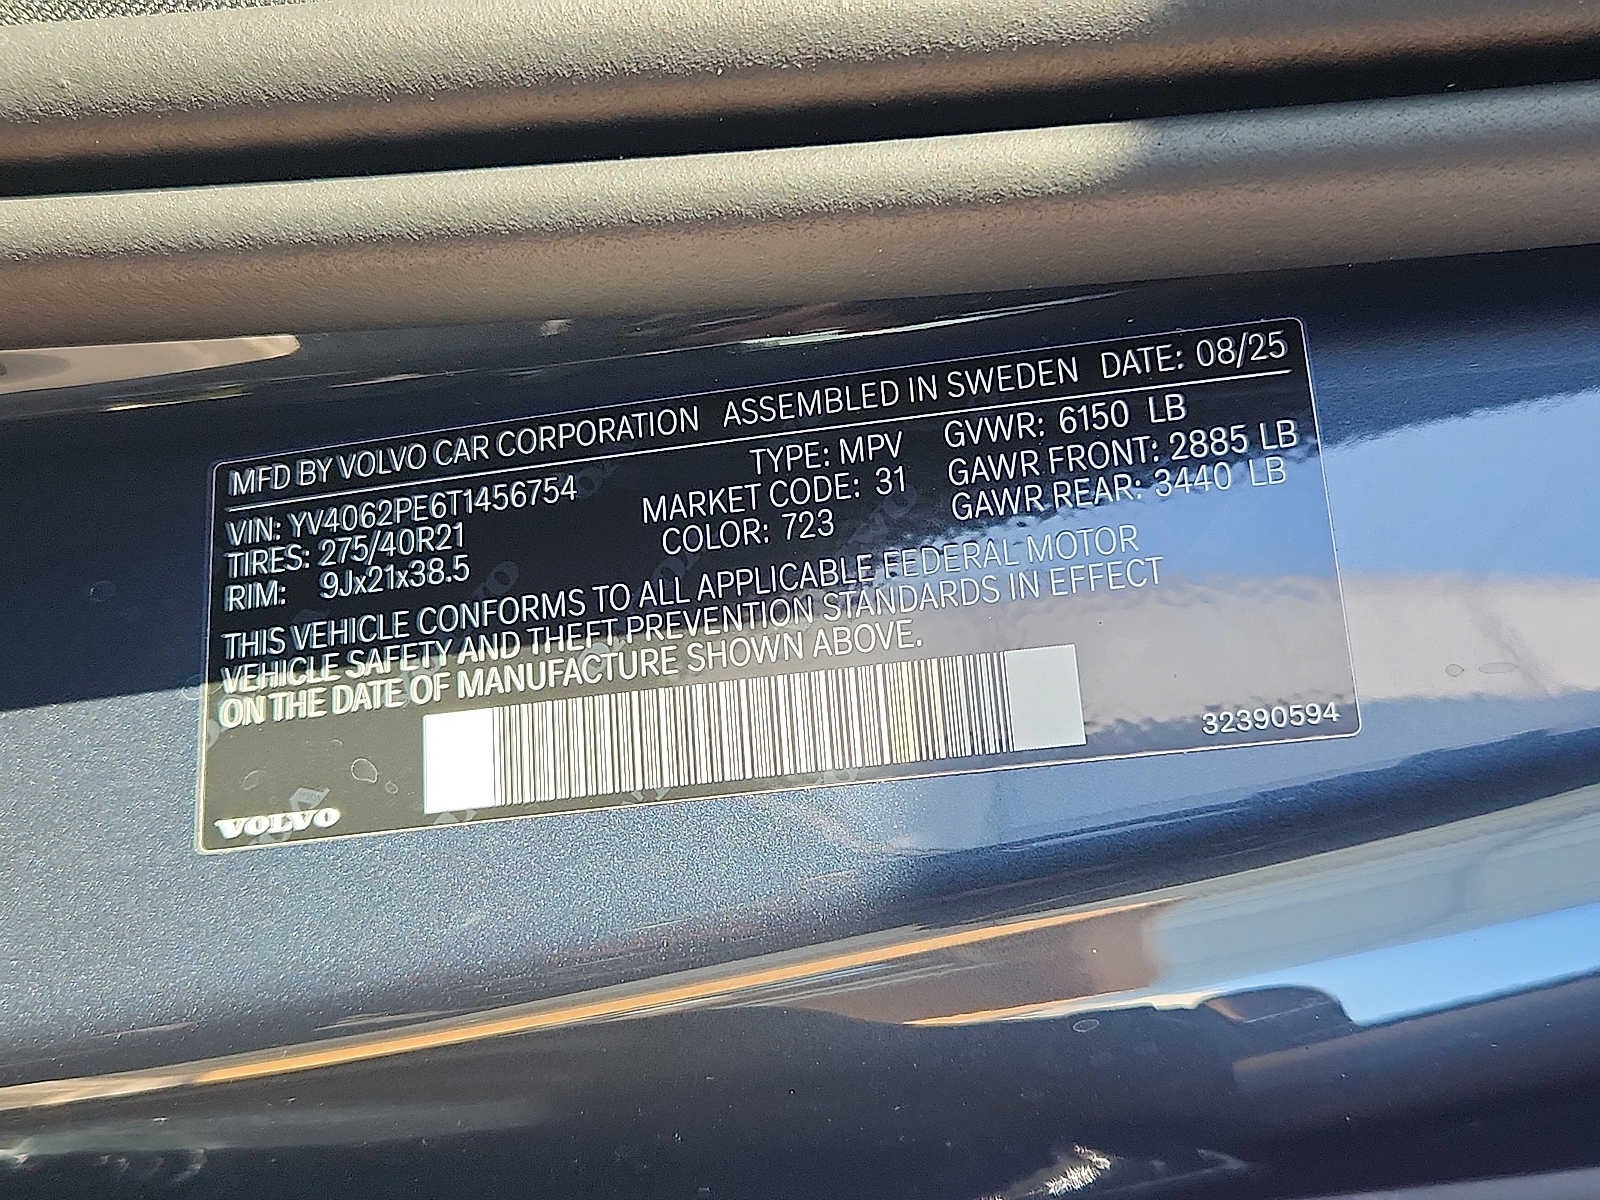 MFD BY VOLVO CAR CORPORATION ASSEMBLED IN SWEDEN DATE: 08/25
VIN: YV4062PE6T1456754 TYPE: MPV GVWR: 6150 LB
TIRES: 275/40R21 MARKET CODE: 31 GAWR FRONT: 2885 LB
RIM: 9Jx21x38.5 COLOR: 723 GAWR REAR: 3440 LB
THIS VEHICLE CONFORMS TO ALL APPLICABLE FEDERAL MOTOR
VEHICLE SAFETY AND THEFT PREVENTION STANDARDS IN EFFECT
ON THE DATE OF MANUFACTURE SHOWN ABOVE.
32390594
VOLVO